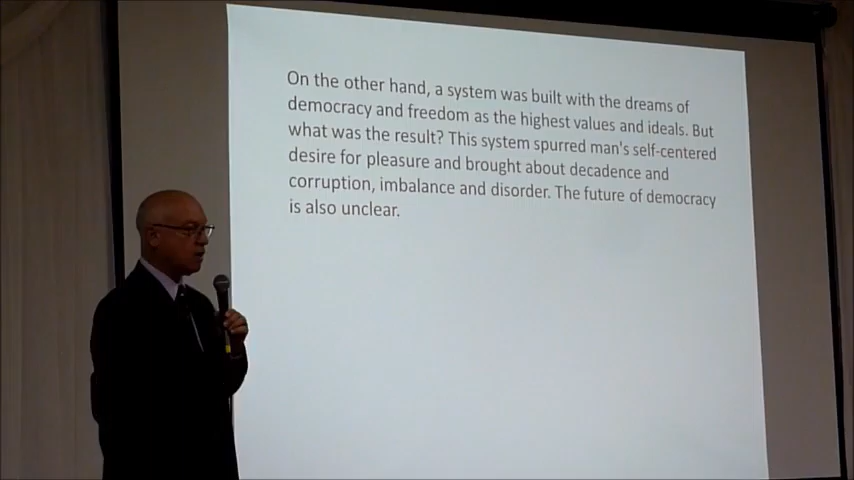 On the other hand, a system was built with the dreams of
democracy and freedom as the highest values and ideals. But
what was the result? This system spurred man's self-centered
desire for pleasure and brought about decadence and
corruption, imbalance and disorder. The future of democracy
is also unclear.